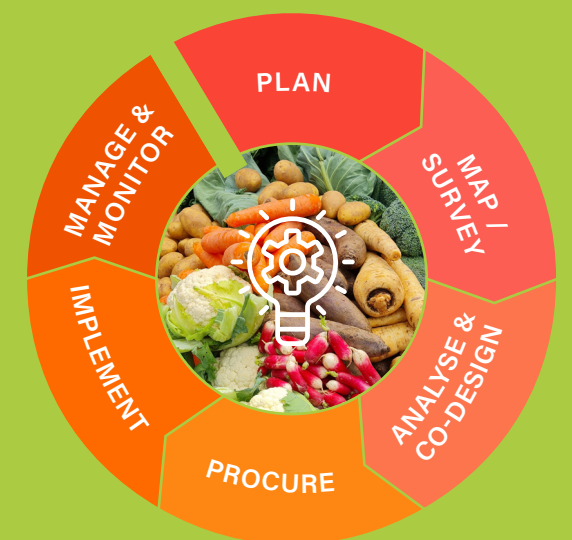 PLAN
MAP /
SURVEY
ANALYSE &
CO-DESIGN
PROCURE
IMPLEMENT
MANAGE &
MONITOR